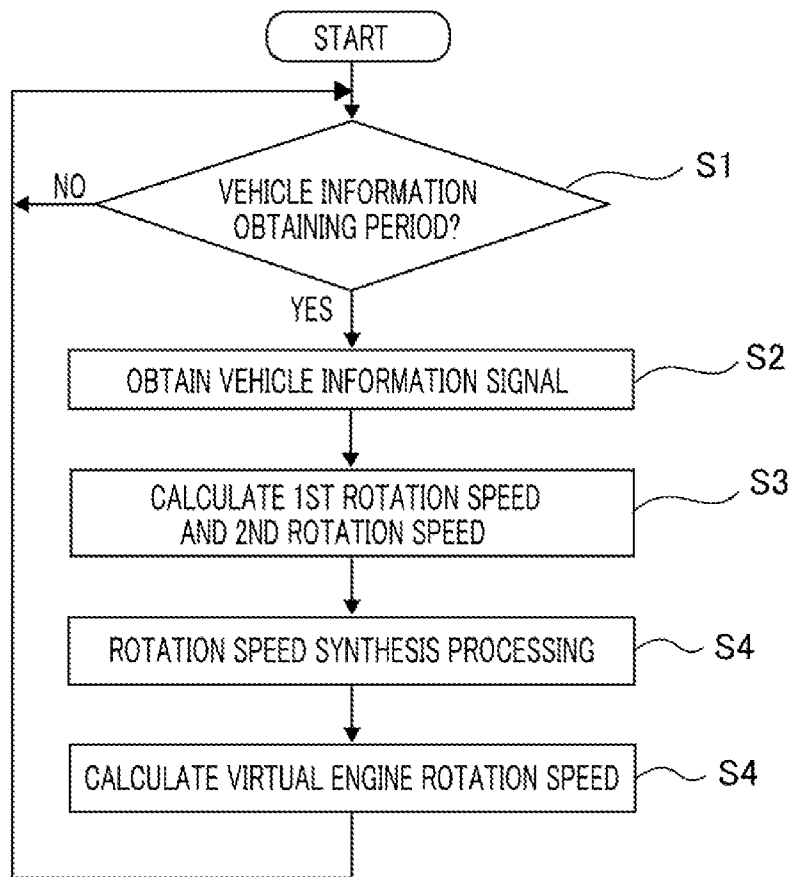 START
S1
NO
VEHICLE INFORMATION
OBTAINING PERIOD?
YES
S2
OBTAIN VEHICLE INFORMATION SIGNAL
S3
CALCULATE 1ST ROTATION SPEED
AND 2ND ROTATION SPEED
ROTATION SPEED SYNTHESIS PROCESSING
S4
CALCULATE VIRTUAL ENGINE ROTATION SPEED
S4